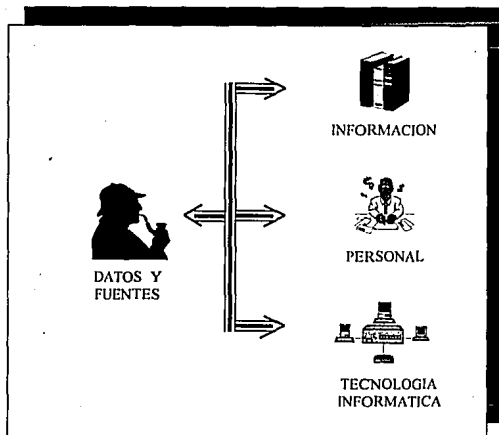 INFORMACION
PERSONAL
DATOS Y
FUENTES
TECNOLOGIA
INFORMATICA